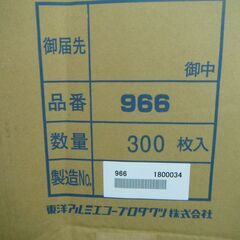 御届先
御中
品番 966
数量 300 枚入
製造No. 966 1800034
東洋アルミエコープロダクツ株式会社